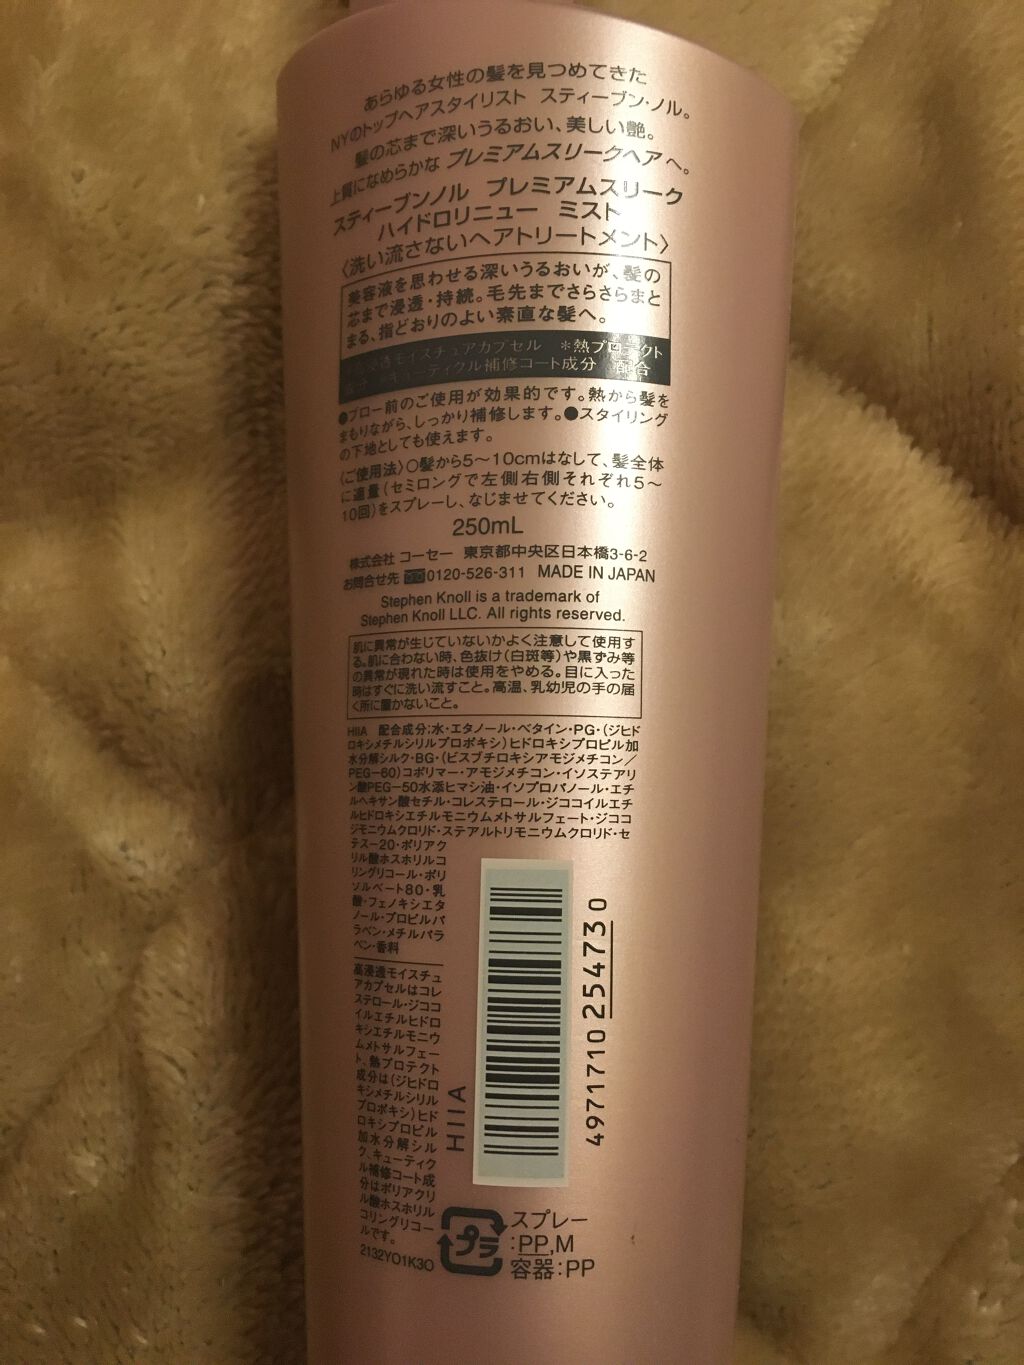 あらゆる女性の髪を見つめてきた
NYのトップヘアスタイリスト スティーブン・ノル。
髪の芯まで深いうるおい、美しい艶。
上質になめらかな プレミアムスリークヘア へ。
スティーブンノル プレミアムスリーク
ハイドロリニュー ミスト
〈洗い流さないヘアトリートメント〉
美容液を思わせる深いうるおいが、髪の
芯まで浸透・持続。毛先までさらさらまと
まる、指どおりのよい素直な髪へ。
透モイスチュアカプセル ＊熱プロテクト
キューティクル補修コート成分 配合
●ブロー前のご使用が効果的です。熱から髪を
まもりながら、しっかり補修します。●スタイリング
の下地としても使えます。
〈ご使用法〉○髪から5〜10cmはなして、髪全体
に適量(セミロングで左側右側それぞれ5〜
10回)をスプレーし、なじませてください。
250mL
株式会社 コーセー 東京都中央区日本橋3-6-2
お問合せ先 0120-526-311 MADE IN JAPAN
Stephen Knoll is a trademark of
Stephen Knoll LLC. All rights reserved.
肌に異常が生じていないかよく注意して使用す
る。肌に合わない時、色抜け(白斑等)や黒ずみ等
の異常が現れた時は使用をやめる。目に入った
時はすぐに洗い流すこと。高温、乳幼児の手の届
く所に置かないこと。
HIIA 配合成分;水・エタノール・ベタイン・PG・(ジヒド
ロキシメチルシリルプロポキシ)ヒドロキシプロピル加
水分解シルク・BG・(ビスブチロキシアモジメチコン／
PEG-60)コポリマー・アモジメチコン・イソステアリ
ン酸PEG-50水添ヒマシ油・イソプロパノール・エチ
ルヘキサン酸セチル・コレステロール・ジココイルエチ
ルヒドロキシエチルモニウムメトサルフェート・ジココ
ジモニウムクロリド・ステアルトリモニウムクロリド・セ
テス-20・ポリアク
リル酸ホスホリルコ
リングリコール・ポリ
ソルベート80・乳
酸・フェノキシエタ
ノール・プロピルパ
ラベン・メチルパラ
ベン・香料
高浸透モイスチュ
アカプセルはコレ
ステロール・ジココ
イルエチルヒドロ
キシエチルモニウ
ムメトサルフェー
ト、熱プロテクト
成分は(ジヒドロ
キシメチルシリル
プロポキシ)ヒド
ロキシプロピル
加水分解シル
ク、キューティク
ル補修コート成
分はポリアクリ
ル酸ホスホリル
コリングリコー
ルです。
2132YO1K3O
HIIA
4971710254730
プラ
スプレー
:PP,M
容器:PP